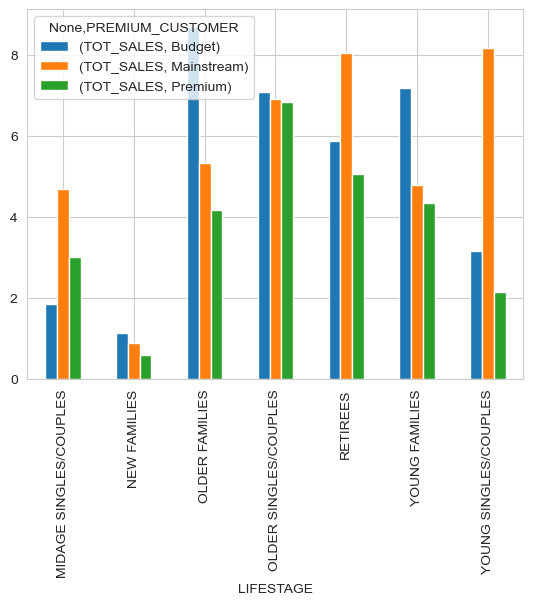 None,PREMIUM_CUSTOMER
(TOT_SALES, Budget)
(TOT_SALES, Mainstream)
(TOT_SALES, Premium)
8
6
4
2
0
MIDAGE SINGLES/COUPLES
NEW FAMILIES
OLDER FAMILIES
OLDER SINGLES/COUPLES
RETIREES
YOUNG FAMILIES
YOUNG SINGLES/COUPLES
LIFESTAGE